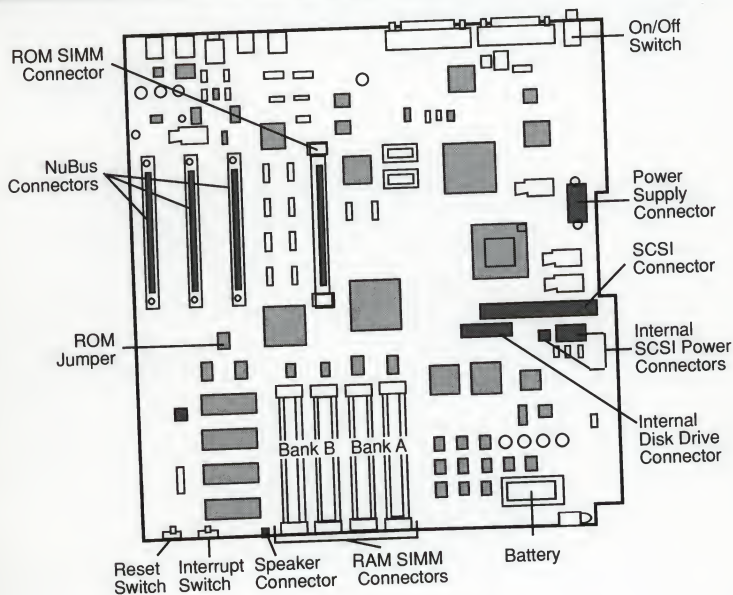 On/Off
Switch
ROM SIMM
Connector
NuBus
Connectors
Power
Supply
Connector
SCSI
Connector
ROM
Jumper
Internal
SCSI Power
Connectors
Internal
Disk Drive
Connector
Bank B
Bank A
Reset
Switch
Interrupt
Switch
Speaker
Connector
RAM SIMM
Connectors
Battery